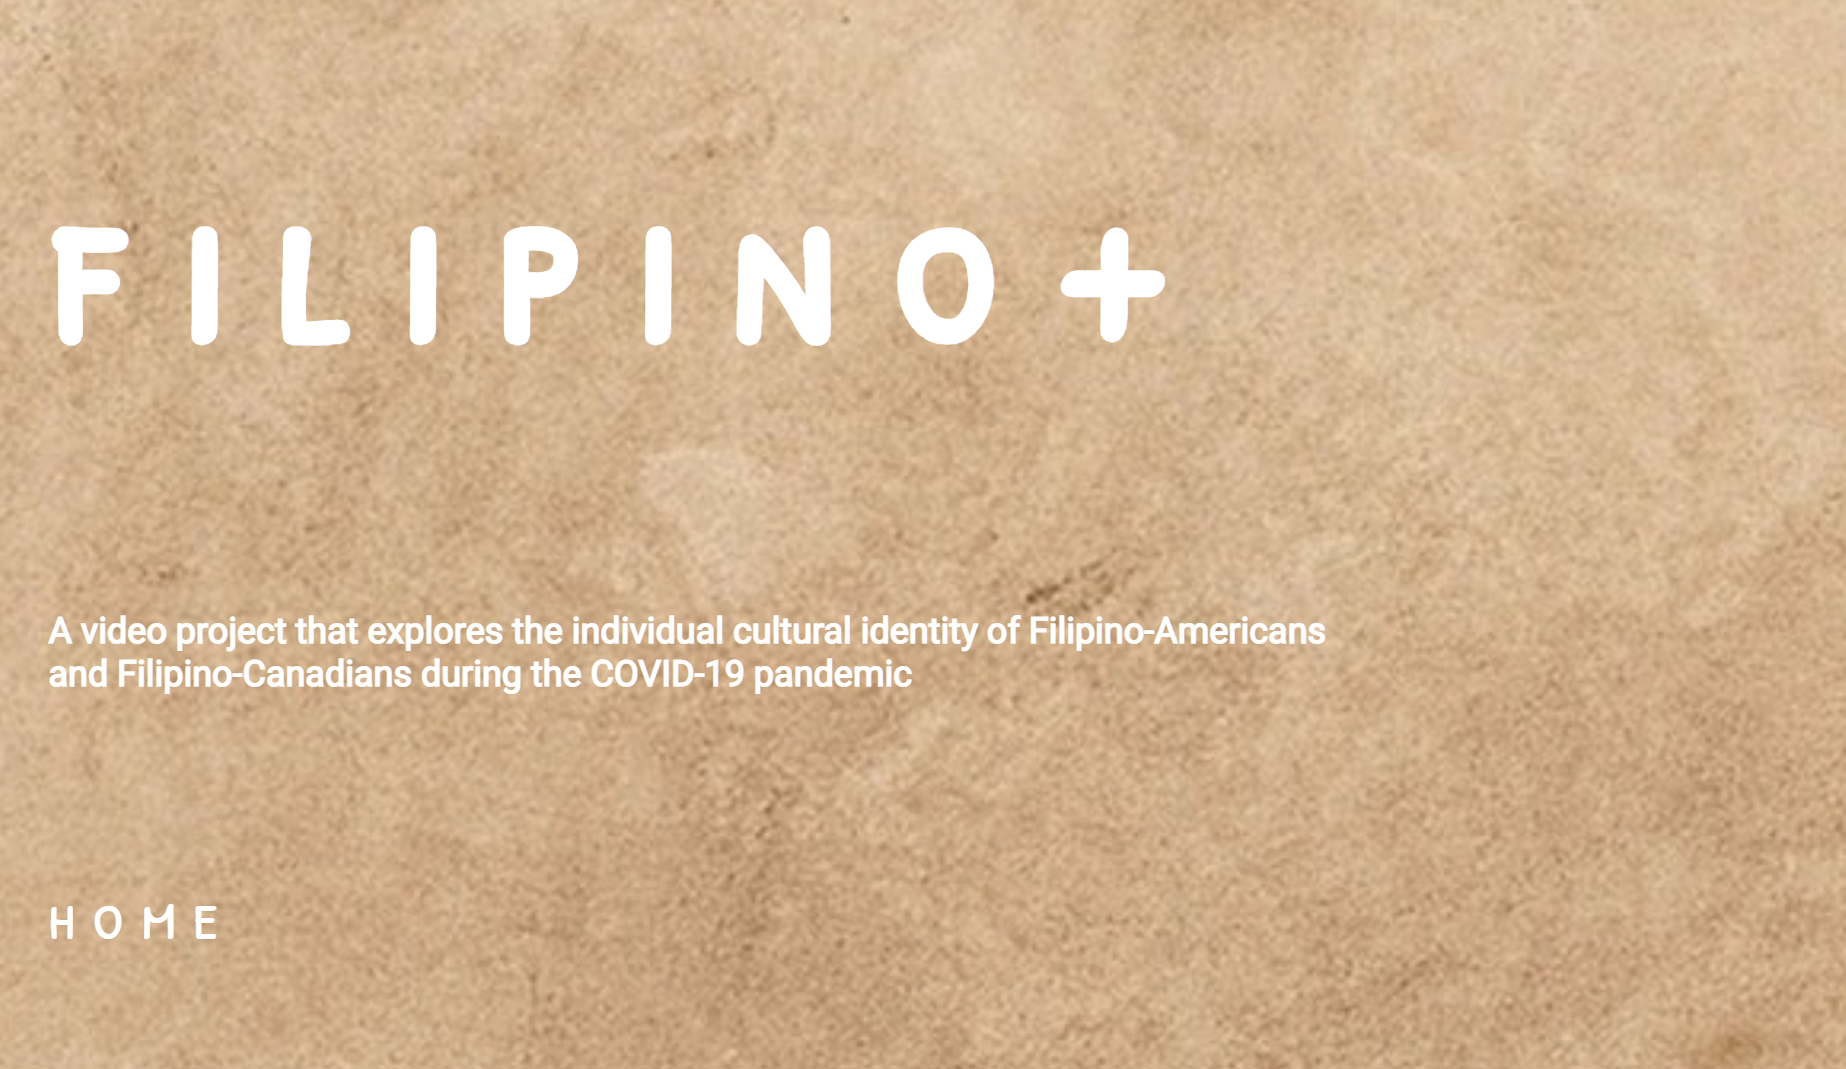 FILIPINO+
A video project that explores the individual cultural identity of Filipino-Americans
and Filipino-Canadians during the COVID-19 pandemic
HOME